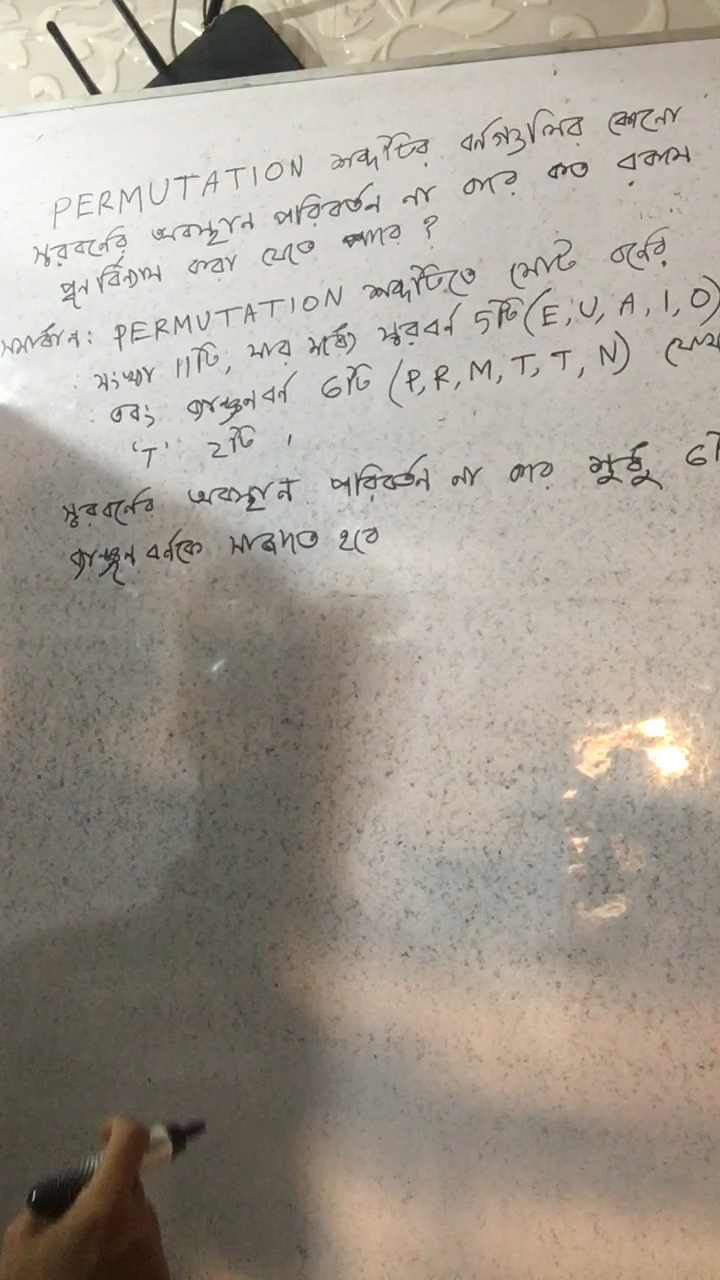 PERMUTATION শব্দটির বর্ণগুলির কোনো
স্বরবর্নের অবস্থান পরিবর্তন না করে কত রকমে
পুনর্বিন্যাস করা যেতে পারে ?
সমাধান: PERMUTATION শব্দটিতে মোট বর্নের
সংখ্যা 11টি, যার মধ্যে স্বরবর্ন 5টি (E, U, A, I, O)
এবং ব্যঞ্জনবর্ন 6টি (P, R, M, T, T, N)
'T' 2টি ।
স্বরবর্নের অবস্থান পরিবর্তন না করে শুধু 6টি
ব্যঞ্জনবর্নকে সাজাতে হবে